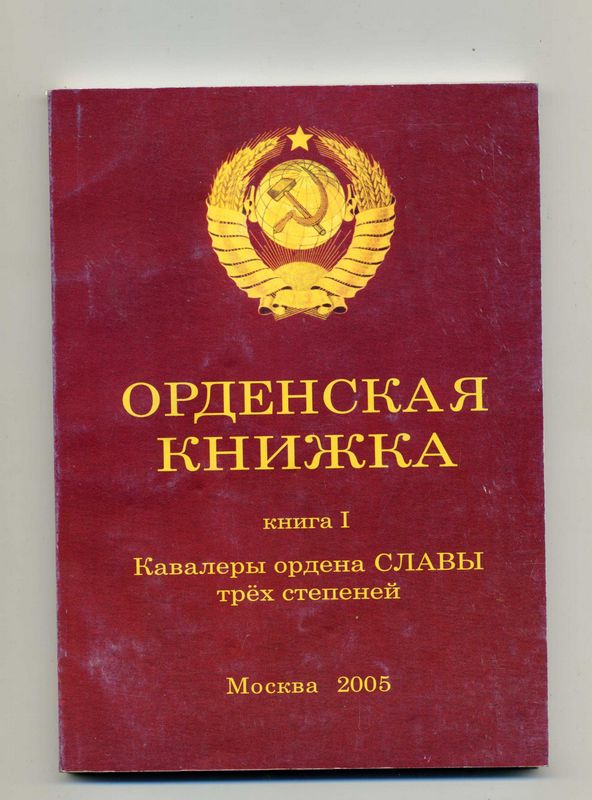 ОРДЕНСКАЯ
КНИЖКА
книга I
Кавалеры ордена СЛАВЫ
трёх степеней
Москва 2005